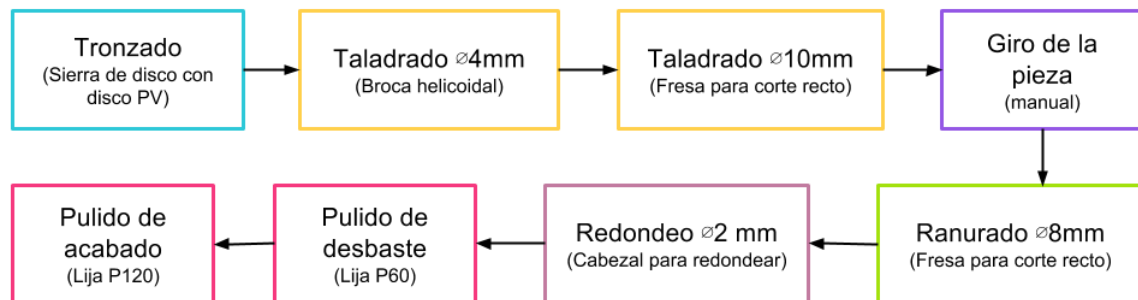 Tronzado
(Sierra de disco con
disco PV)
Taladrado ∅4mm
(Broca helicoidal)
Taladrado ∅10mm
(Fresa para corte recto)
Giro de la
pieza
(manual)
Ranurado ∅8mm
(Fresa para corte recto)
Redondeo ∅2 mm
(Cabezal para redondear)
Pulido de
desbaste
(Lija P60)
Pulido de
acabado
(Lija P120)